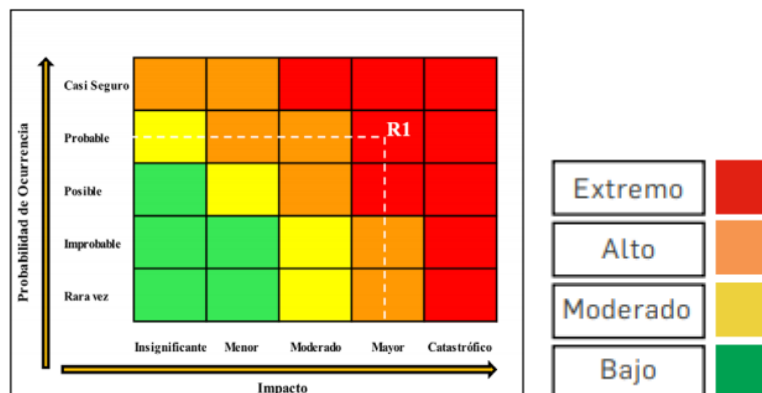 Probabilidad de Ocurrencia
Casi Seguro
Probable
R1
Posible
Improbable
Rara vez
Insignificante Menor Moderado Mayor Catastrófico
Impacto
Extremo
Alto
Moderado
Bajo